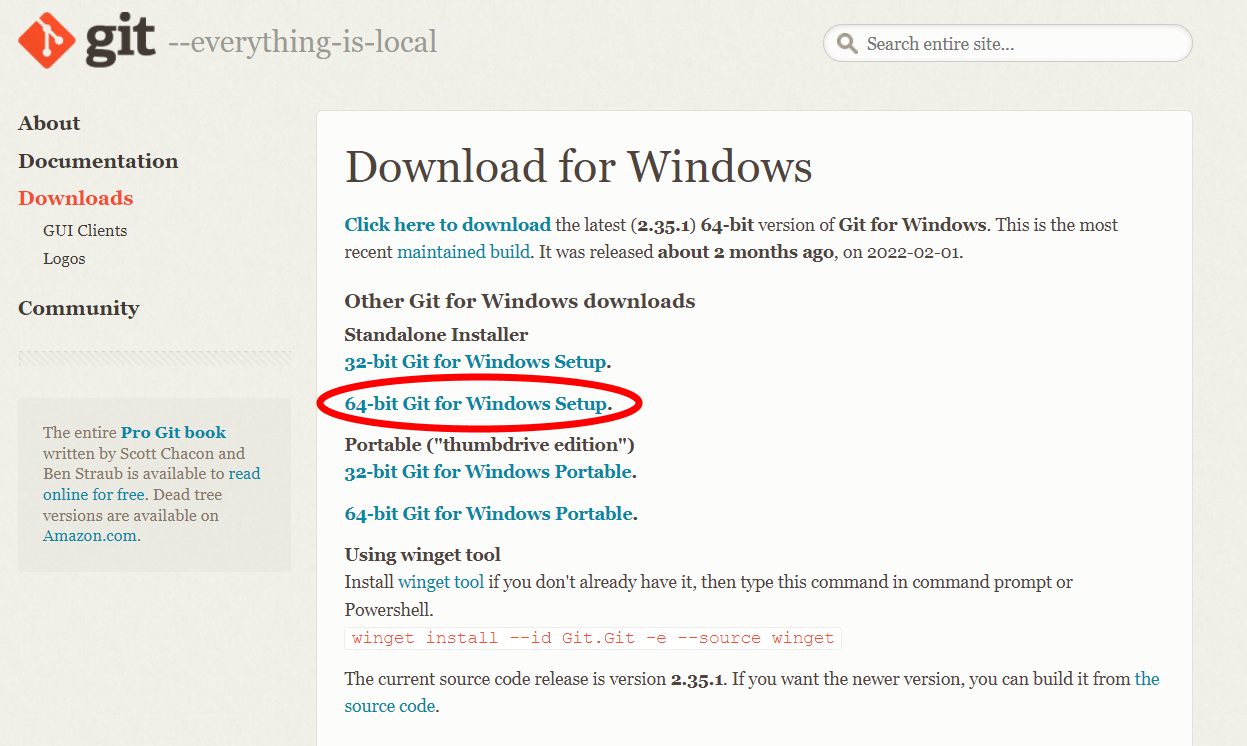 git --everything-is-local
Search entire site...
About
Documentation
Downloads
GUI Clients
Logos
Community
The entire Pro Git book
written by Scott Chacon and
Ben Straub is available to read
online for free. Dead tree
versions are available on
Amazon.com.
Download for Windows
Click here to download the latest (2.35.1) 64-bit version of Git for Windows. This is the most
recent maintained build. It was released about 2 months ago, on 2022-02-01.
Other Git for Windows downloads
Standalone Installer
32-bit Git for Windows Setup.
64-bit Git for Windows Setup.
Portable ("thumbdrive edition")
32-bit Git for Windows Portable.
64-bit Git for Windows Portable.
Using winget tool
Install winget tool if you don't already have it, then type this command in command prompt or
Powershell.
winget install --id Git.Git -e --source winget
The current source code release is version 2.35.1. If you want the newer version, you can build it from the
source code.